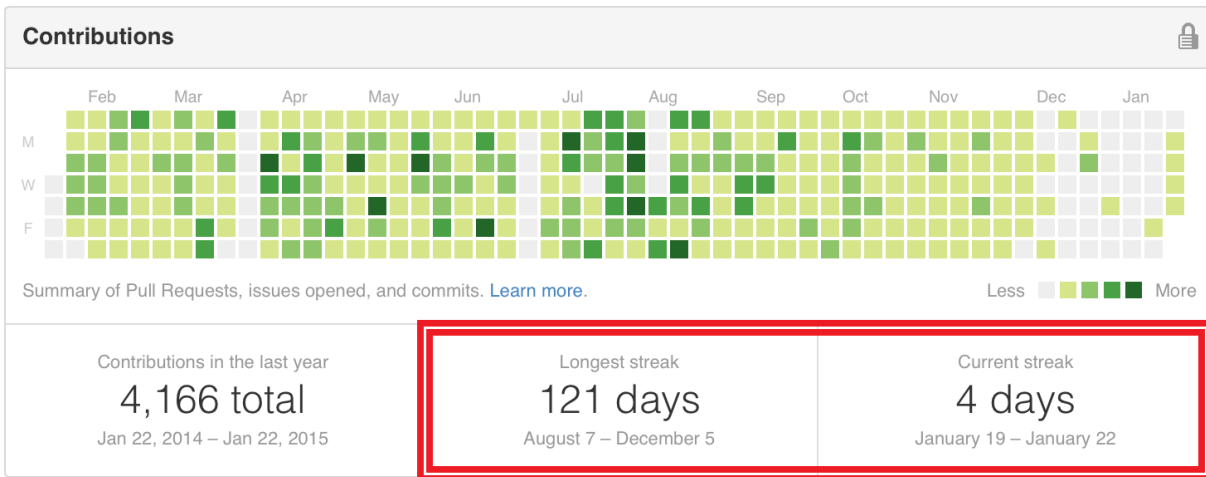 Contributions
Feb Mar Apr May Jun Jul Aug Sep Oct Nov Dec Jan
M
W
F
Summary of Pull Requests, issues opened, and commits. Learn more.
Less More
Contributions in the last year
4,166 total
Jan 22, 2014 – Jan 22, 2015
Longest streak
121 days
August 7 – December 5
Current streak
4 days
January 19 – January 22